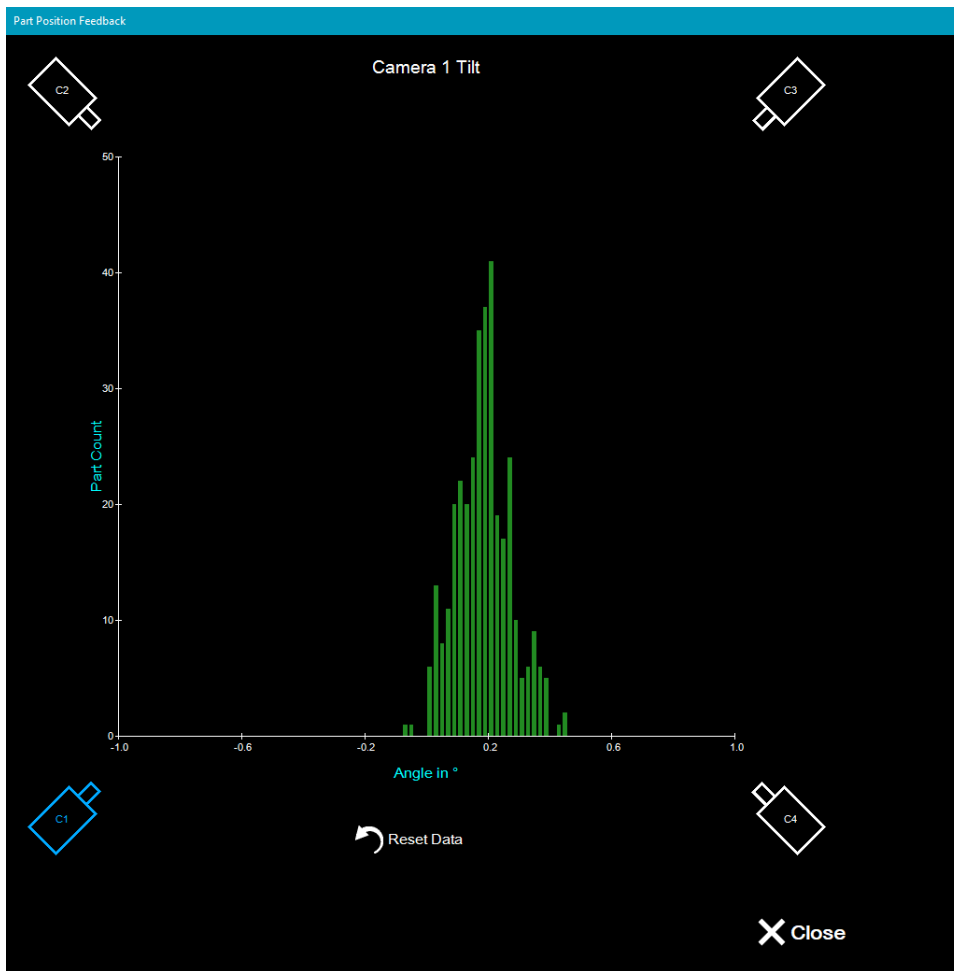 Part Position Feedback
Camera 1 Tilt
C2
C3
50
40
30
20
10
0
Part Count
-1.0
-0.6
-0.2
0.2
0.6
1.0
Angle in °
C1
C4
Reset Data
Close